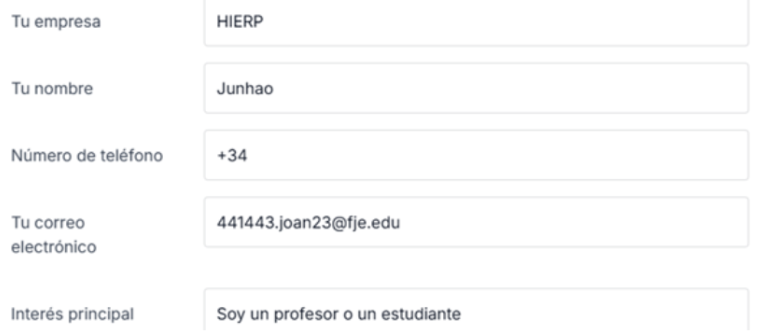 Tu empresa HIERP
Tu nombre Junhao
Número de teléfono +34
Tu correo 441443.joan23@fje.edu
electrónico
Interés principal Soy un profesor o un estudiante